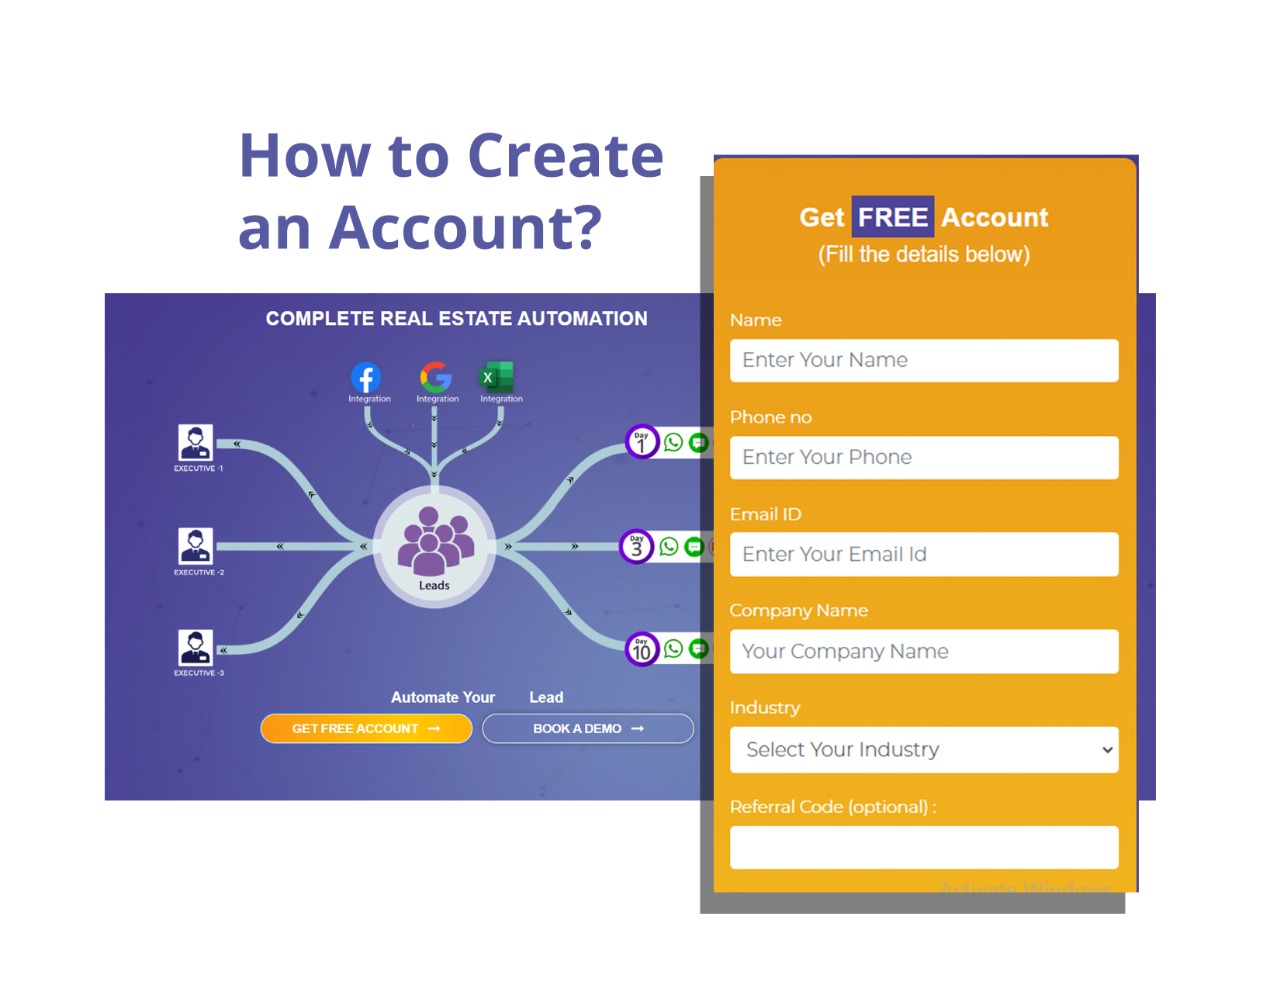 How to Create
an Account?
COMPLETE REAL ESTATE AUTOMATION
Integration
Integration
Integration
EXECUTIVE -1
EXECUTIVE -2
EXECUTIVE -3
Leads
Day
1
Day
3
Day
10
Automate Your Lead
GET FREE ACCOUNT
BOOK A DEMO
Get FREE Account
(Fill the details below)
Name
Enter Your Name
Phone no
Enter Your Phone
Email ID
Enter Your Email Id
Company Name
Your Company Name
Industry
Select Your Industry
Referral Code (optional) :
Activate Windows